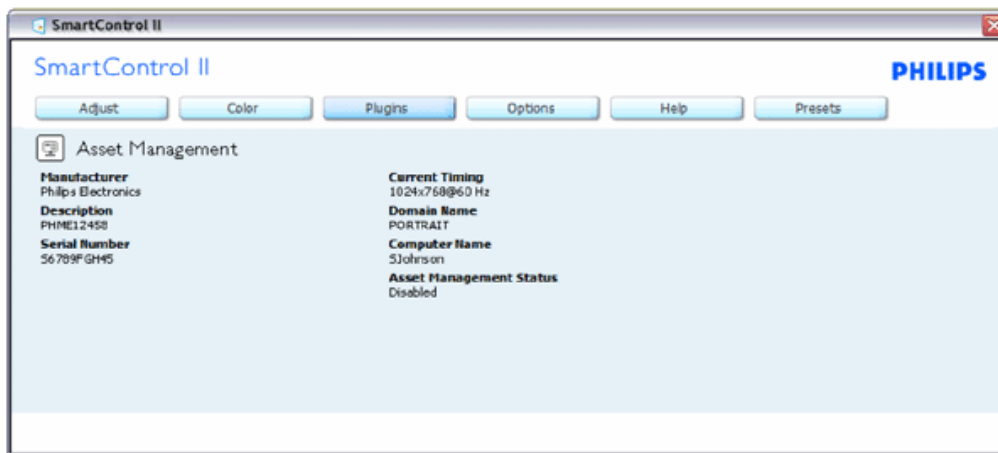 SmartControl II
SmartControl II
PHILIPS
Adjust Color Plugins Options Help Presets
Asset Management
Manufacturer
Philips Electronics
Description
PHME12458
Serial Number
56789FGH45
Current Timing
1024x768@60 Hz
Domain Name
PORTRAIT
Computer Name
SJohnson
Asset Management Status
Disabled